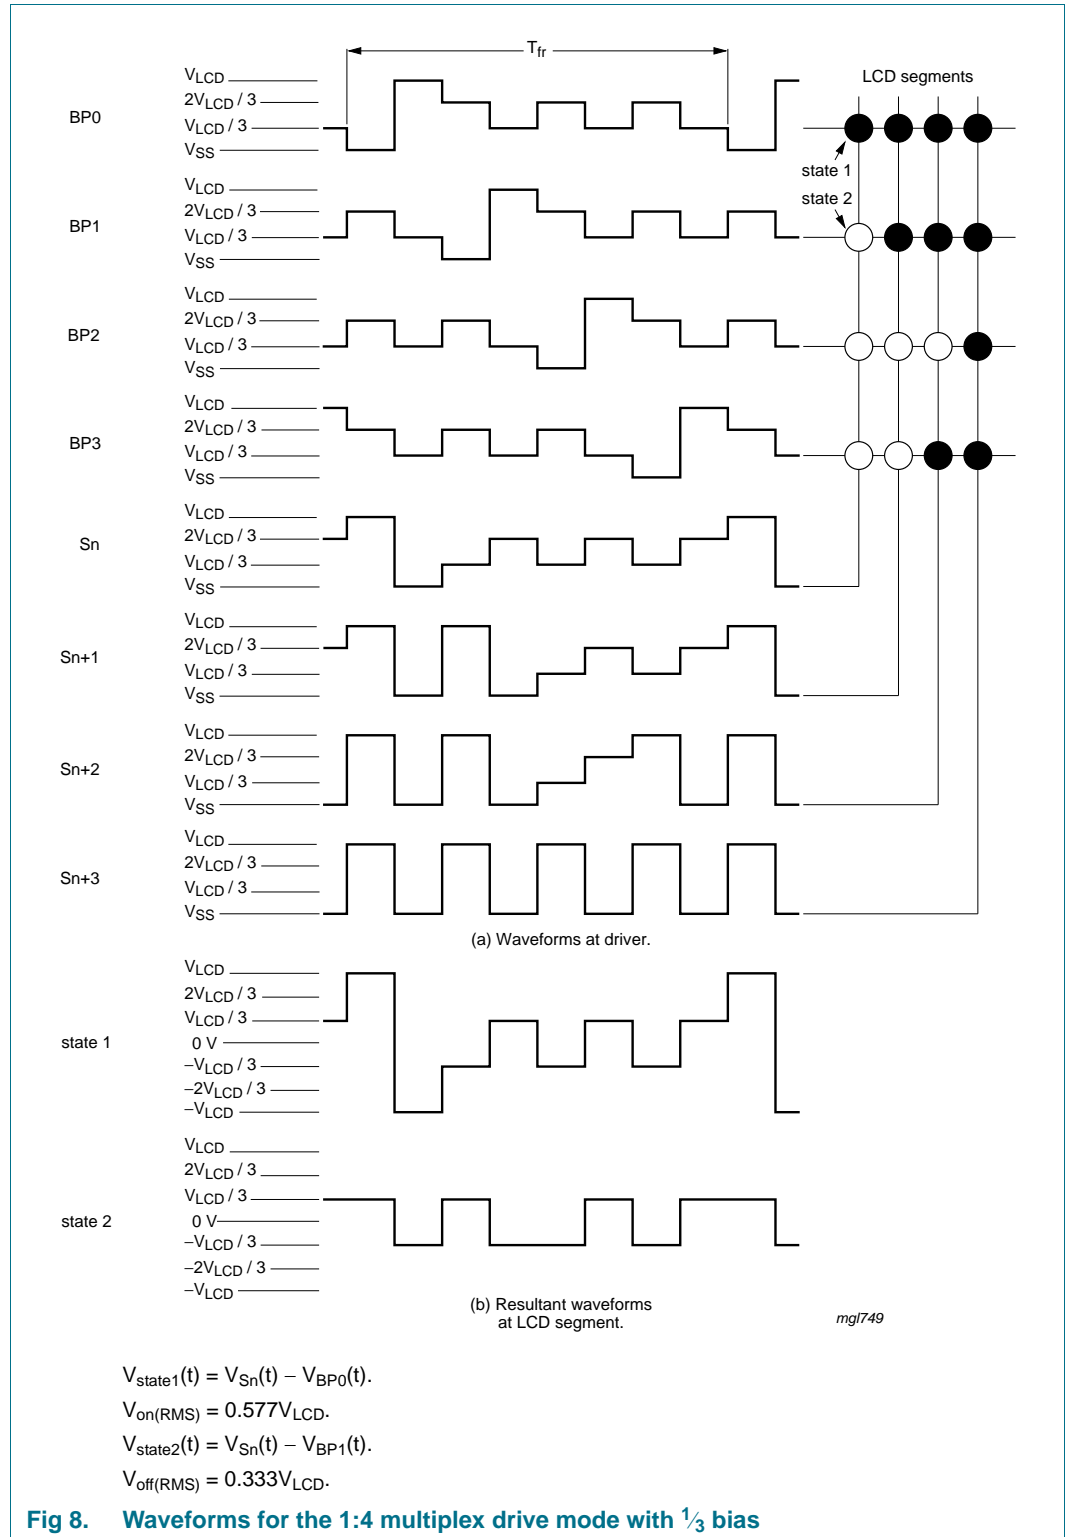 Tfr
LCD segments
BP0
VLCD
2VLCD / 3
VLCD / 3
VSS
state 1
BP1
VLCD
2VLCD / 3
VLCD / 3
VSS
state 2
BP2
VLCD
2VLCD / 3
VLCD / 3
VSS
BP3
VLCD
2VLCD / 3
VLCD / 3
VSS
Sn
VLCD
2VLCD / 3
VLCD / 3
VSS
Sn+1
VLCD
2VLCD / 3
VLCD / 3
VSS
Sn+2
VLCD
2VLCD / 3
VLCD / 3
VSS
Sn+3
VLCD
2VLCD / 3
VLCD / 3
VSS
(a) Waveforms at driver.
state 1
VLCD
2VLCD / 3
VLCD / 3
0 V
−VLCD / 3
−2VLCD / 3
−VLCD
state 2
VLCD
2VLCD / 3
VLCD / 3
0 V
−VLCD / 3
−2VLCD / 3
−VLCD
(b) Resultant waveforms
at LCD segment.
mgl749
Vstate1(t) = VSn(t) − VBP0(t).
Von(RMS) = 0.577VLCD.
Vstate2(t) = VSn(t) − VBP1(t).
Voff(RMS) = 0.333VLCD.
Fig 8. Waveforms for the 1:4 multiplex drive mode with 1⁄3 bias